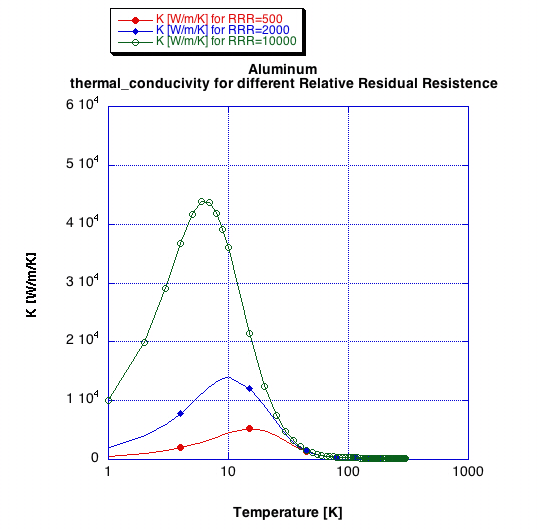 K [W/m/K] for RRR=500
K [W/m/K] for RRR=2000
K [W/m/K] for RRR=10000
Aluminum
thermal_conducivity for different Relative Residual Resistence
6 10⁴
5 10⁴
4 10⁴
3 10⁴
2 10⁴
1 10⁴
0
K [W/m/K]
1 10 100 1000
Temperature [K]